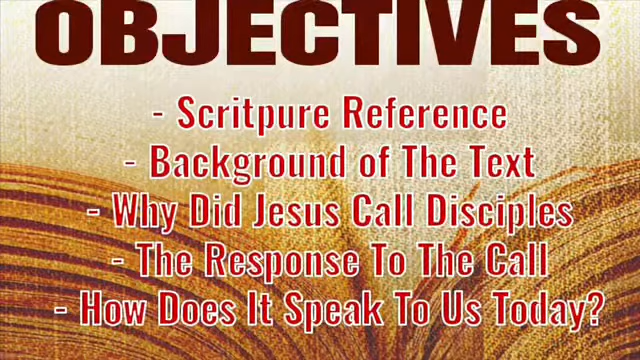 OBJECTIVES
- Scritpure Reference
- Background of The Text
- Why Did Jesus Call Disciples
- The Response To The Call
- How Does It Speak To Us Today?